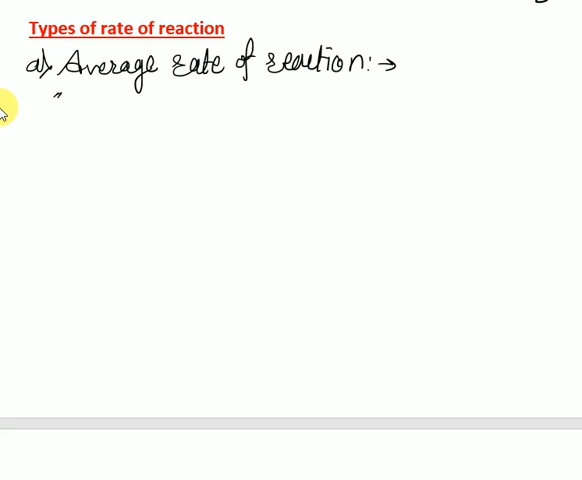 Types of rate of reaction
a) Average rate of reaction:→
"